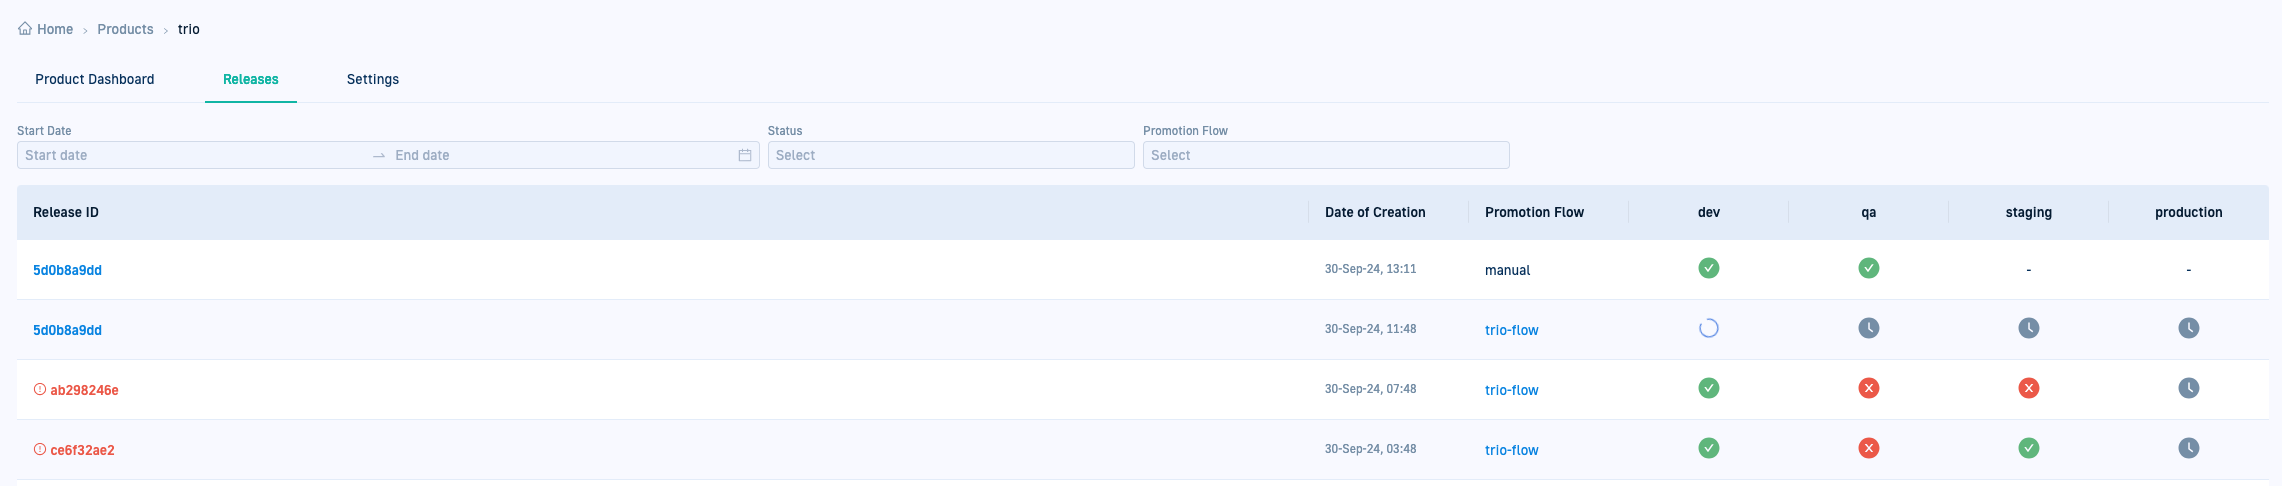 Home > Products > trio
Product Dashboard Releases Settings
Start Date Status Promotion Flow
Start date → End date Select Select
Release ID Date of Creation Promotion Flow dev qa staging production
5d0b8a9dd 30-Sep-24, 13:11 manual - -
5d0b8a9dd 30-Sep-24, 11:48 trio-flow
ab298246e 30-Sep-24, 07:48 trio-flow
ce6f32ae2 30-Sep-24, 03:48 trio-flow